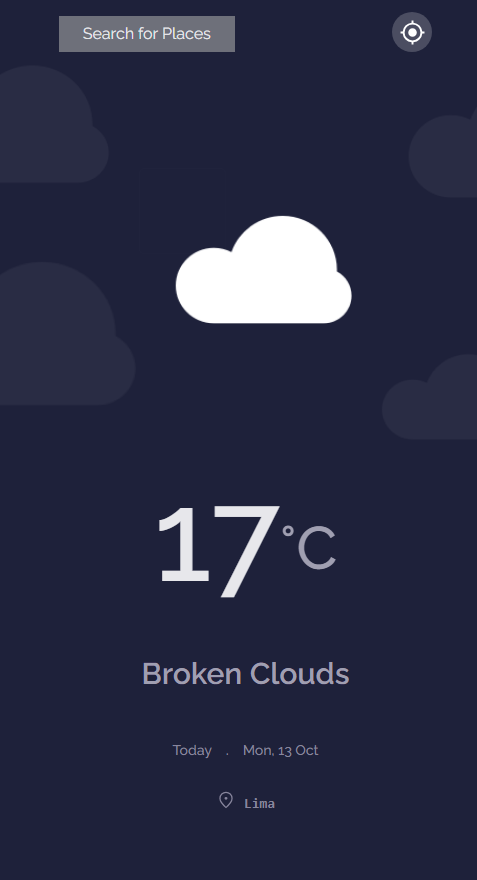 Search for Places
17°C
Broken Clouds
Today . Mon, 13 Oct
Lima